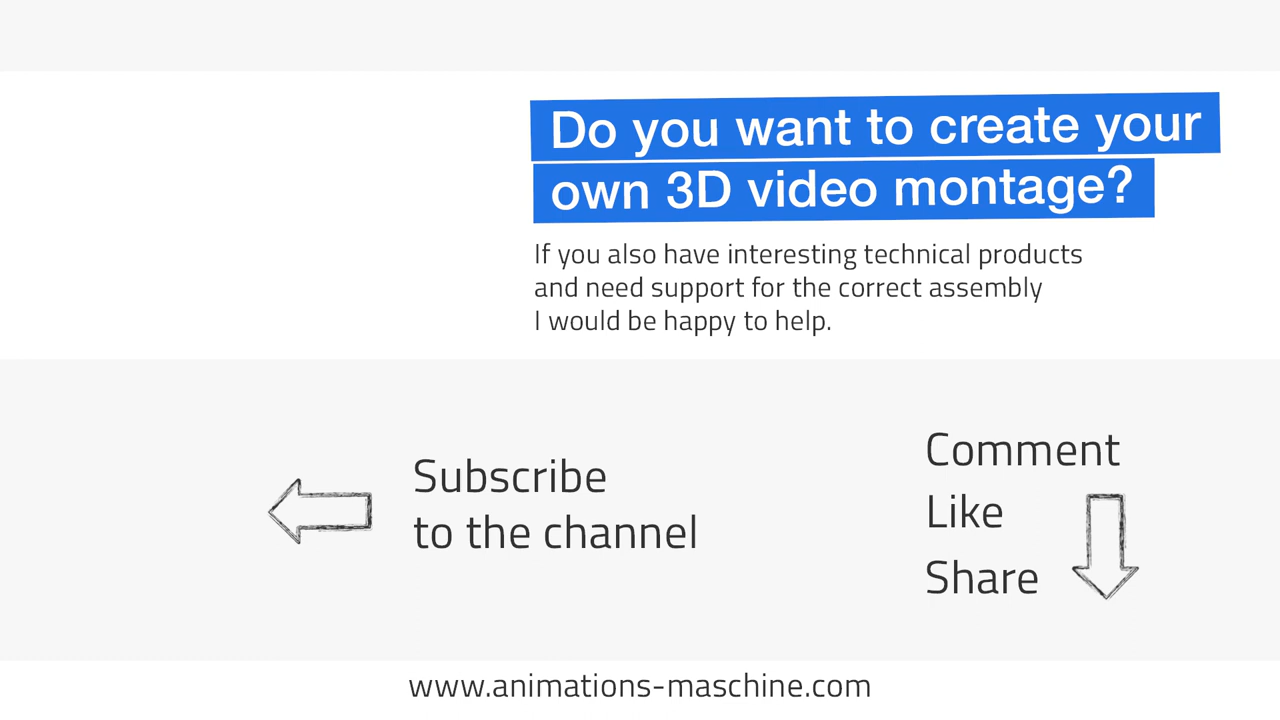 Do you want to create your
own 3D video montage?
If you also have interesting technical products
and need support for the correct assembly
I would be happy to help.
Subscribe
to the channel
Comment
Like
Share
www.animations-maschine.com